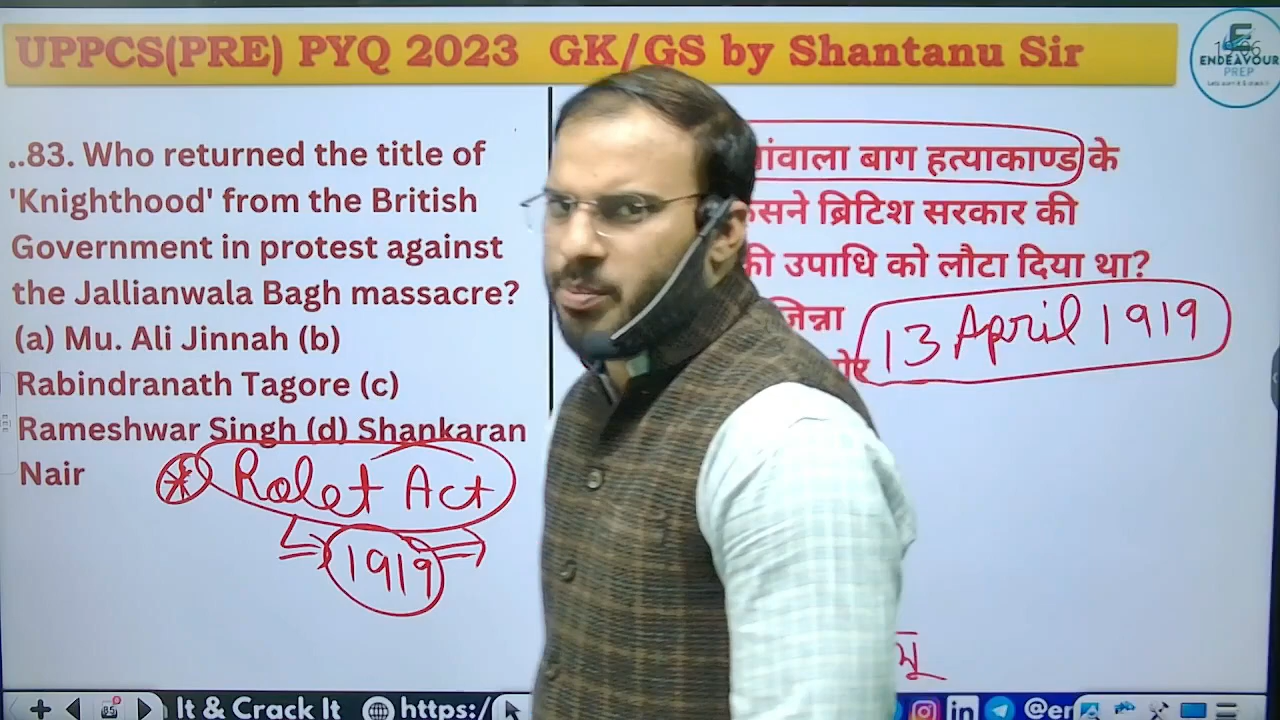 UPPCS(PRE) PYQ 2023 GK/GS by Shantanu Sir
ENDEAVOUR
PREP
..83. Who returned the title of
'Knighthood' from the British
Government in protest against
the Jallianwala Bagh massacre?
(a) Mu. Ali Jinnah (b)
Rabindranath Tagore (c)
Rameshwar Singh (d) Shankaran
Nair
Rolet Act
1919
बाग हत्याकाण्ड के
ब्रिटिश सरकार की
उपाधि को लौटा दिया था?
जिन्ना
13 April 1919
It & Crack It https:/